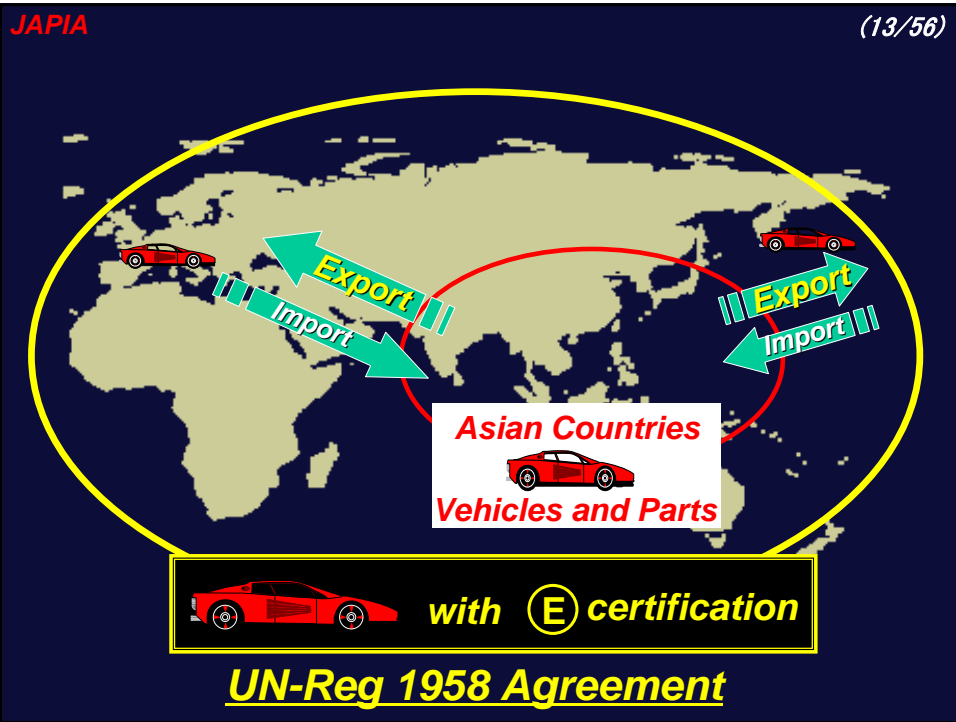 JAPIA
(13/56)
Export
Import
Export
Import
Asian Countries
Vehicles and Parts
with E certification
UN-Reg 1958 Agreement